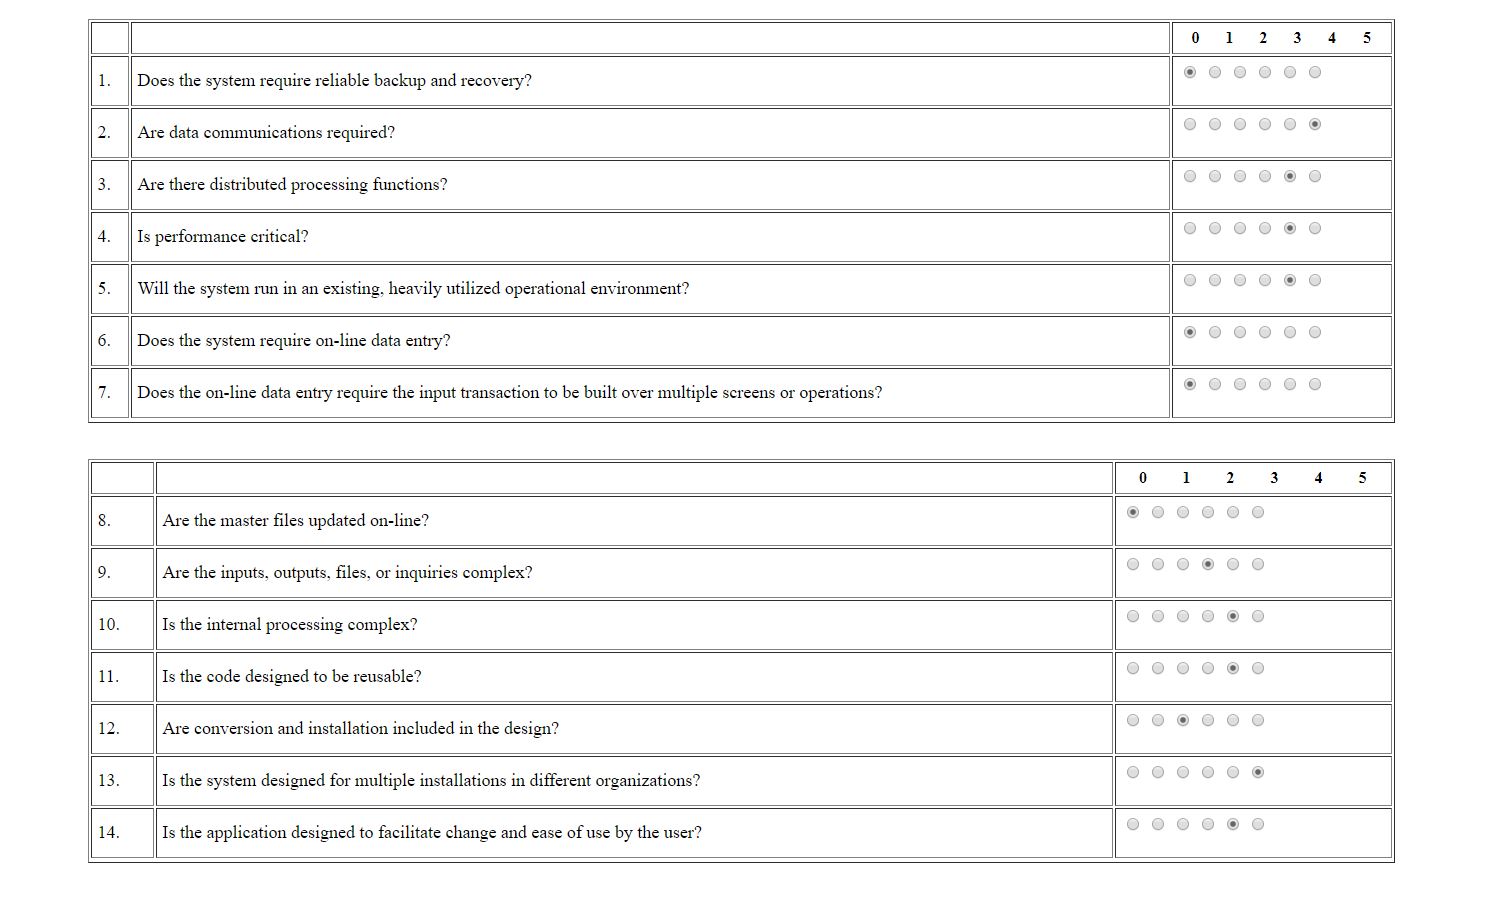 0 1 2 3 4 5
1. Does the system require reliable backup and recovery?
2. Are data communications required?
3. Are there distributed processing functions?
4. Is performance critical?
5. Will the system run in an existing, heavily utilized operational environment?
6. Does the system require on-line data entry?
7. Does the on-line data entry require the input transaction to be built over multiple screens or operations?
0 1 2 3 4 5
8. Are the master files updated on-line?
9. Are the inputs, outputs, files, or inquiries complex?
10. Is the internal processing complex?
11. Is the code designed to be reusable?
12. Are conversion and installation included in the design?
13. Is the system designed for multiple installations in different organizations?
14. Is the application designed to facilitate change and ease of use by the user?